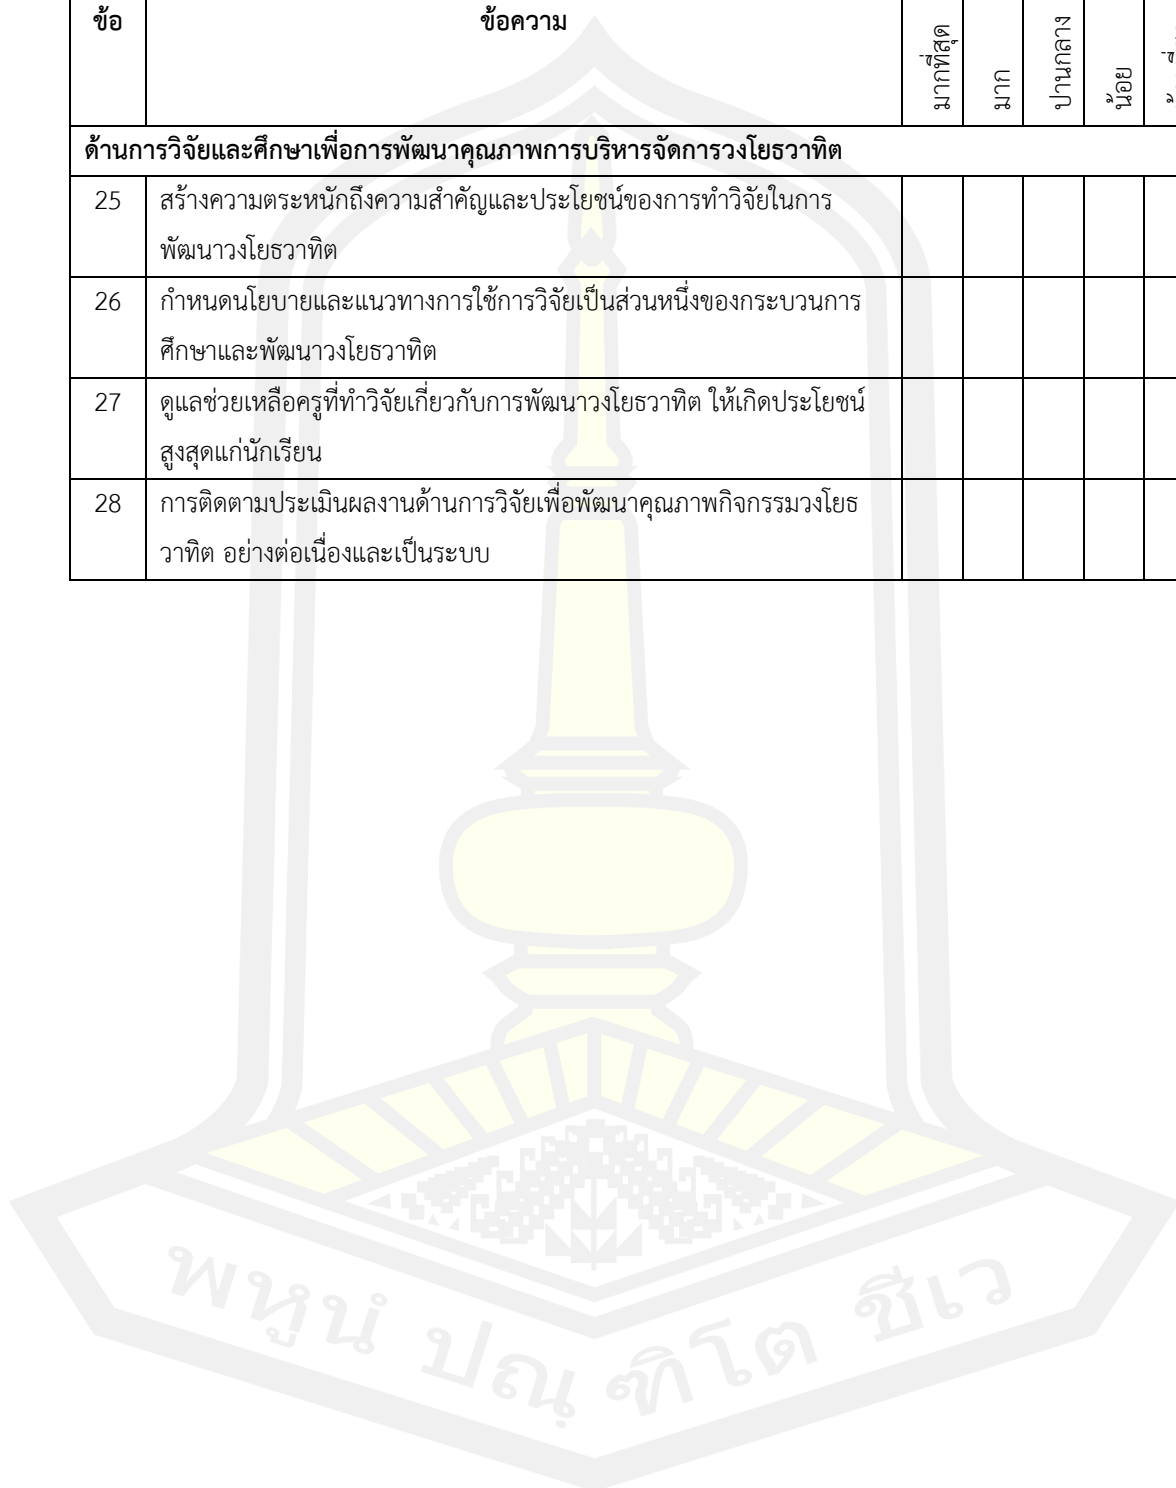 ข้อ ข้อความ มากที่สุด มาก ปานกลาง น้อย
ด้านการวิจัยและศึกษาเพื่อการพัฒนาคุณภาพการบริหารจัดการวงโยธวาทิต
25 สร้างความตระหนักถึงความสำคัญและประโยชน์ของการทำวิจัยในการ
พัฒนาวงโยธวาทิต
26 กำหนดนโยบายและแนวทางการใช้การวิจัยเป็นส่วนหนึ่งของกระบวนการ
ศึกษาและพัฒนาวงโยธวาทิต
27 ดูแลช่วยเหลือครูที่ทำวิจัยเกี่ยวกับการพัฒนาวงโยธวาทิต ให้เกิดประโยชน์
สูงสุดแก่นักเรียน
28 การติดตามประเมินผลงานด้านการวิจัยเพื่อพัฒนาคุณภาพกิจกรรมวงโยธ
วาทิต อย่างต่อเนื่องและเป็นระบบ
พหูนํ ปณฺฑิโต ชีเว